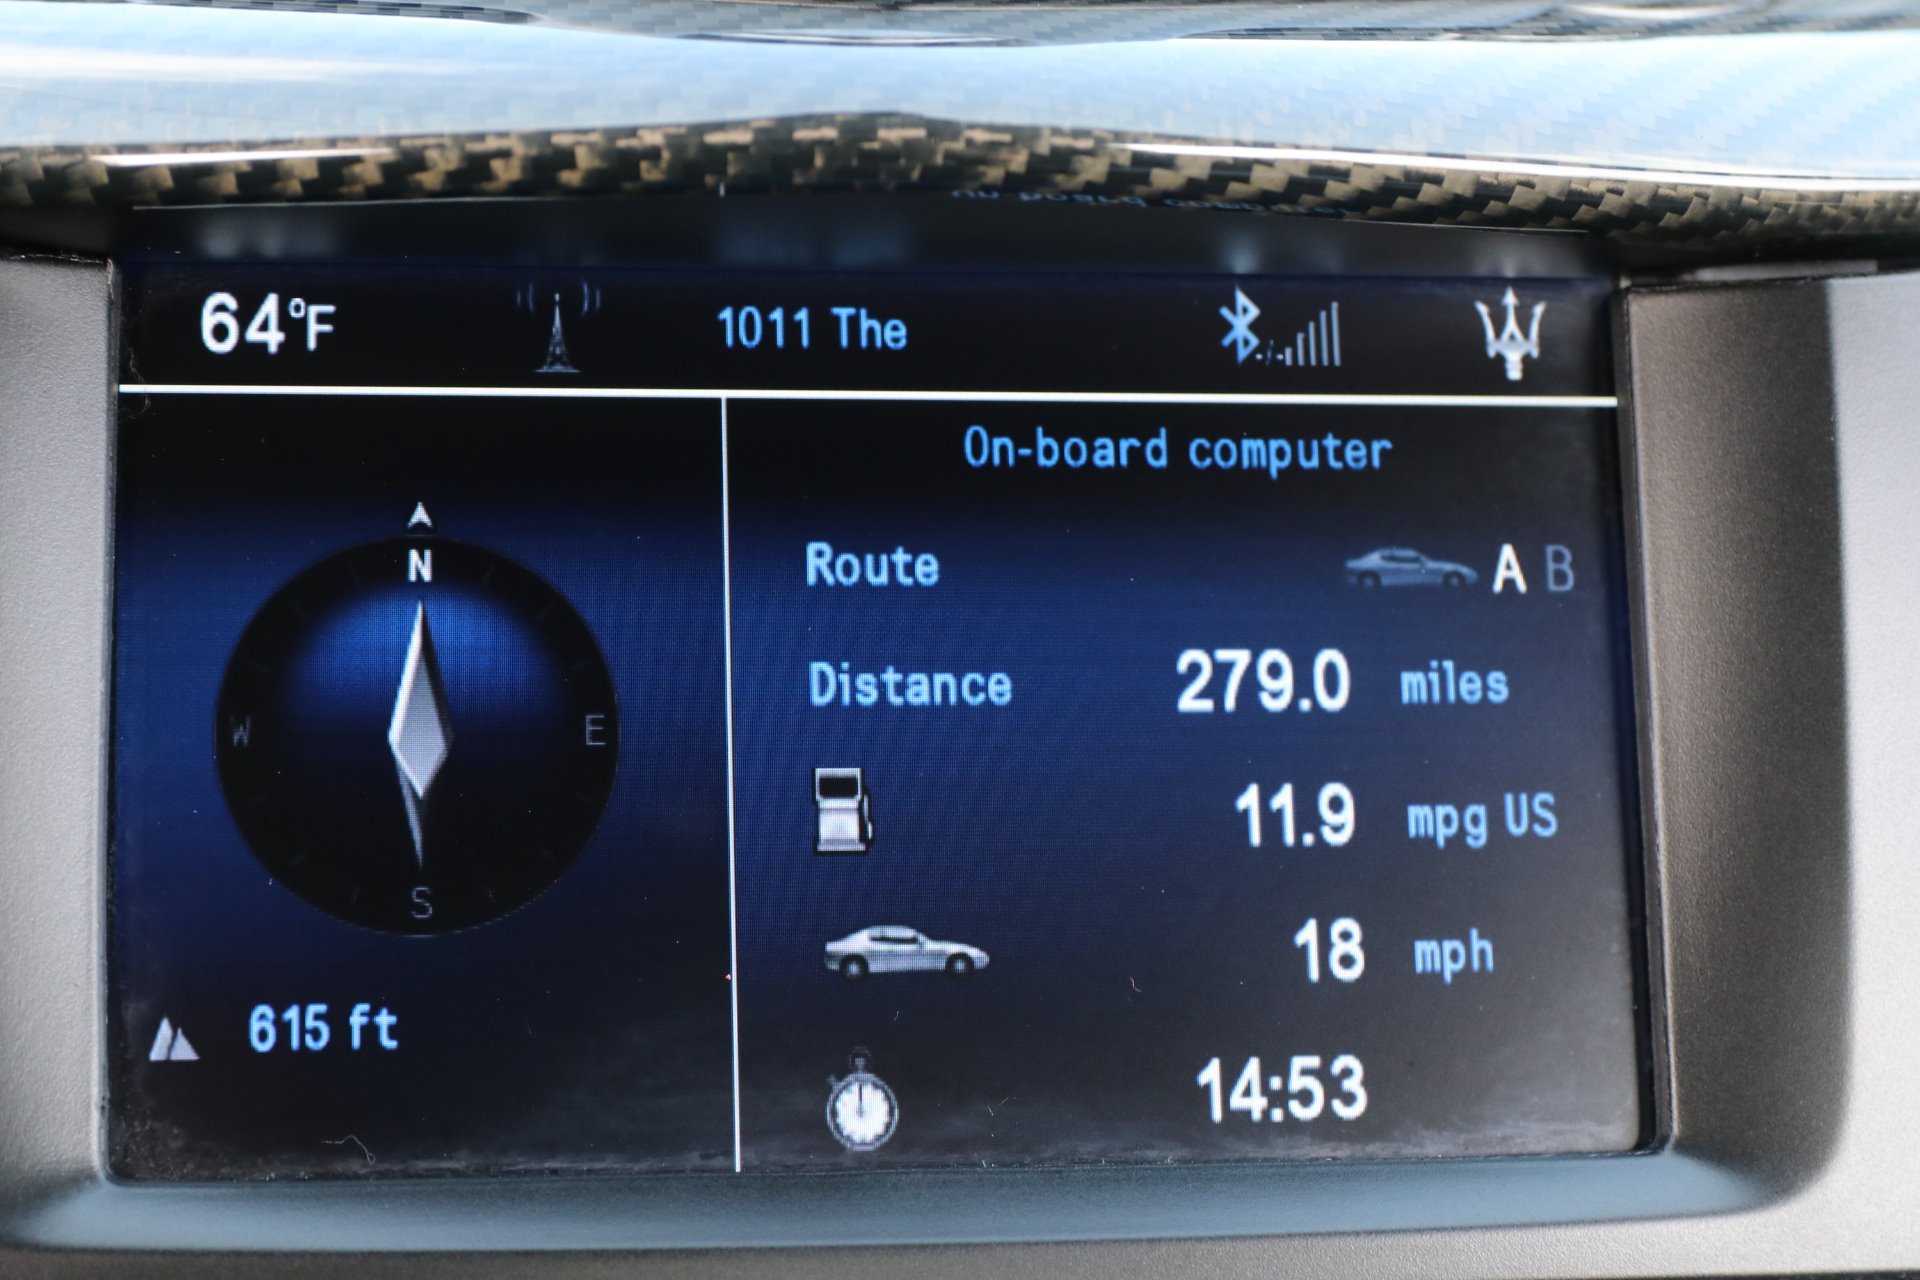 64°F
1011 The
On-board computer
Route A B
Distance 279.0 miles
11.9 mpg US
18 mph
14:53
N
W E
S
615 ft